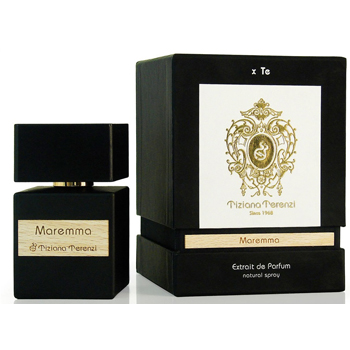 Maremma
Tiziana Terenzi
x Te
Tiziana Terenzi
Since 1968
Maremma
Extrait de Parfum
natural spray